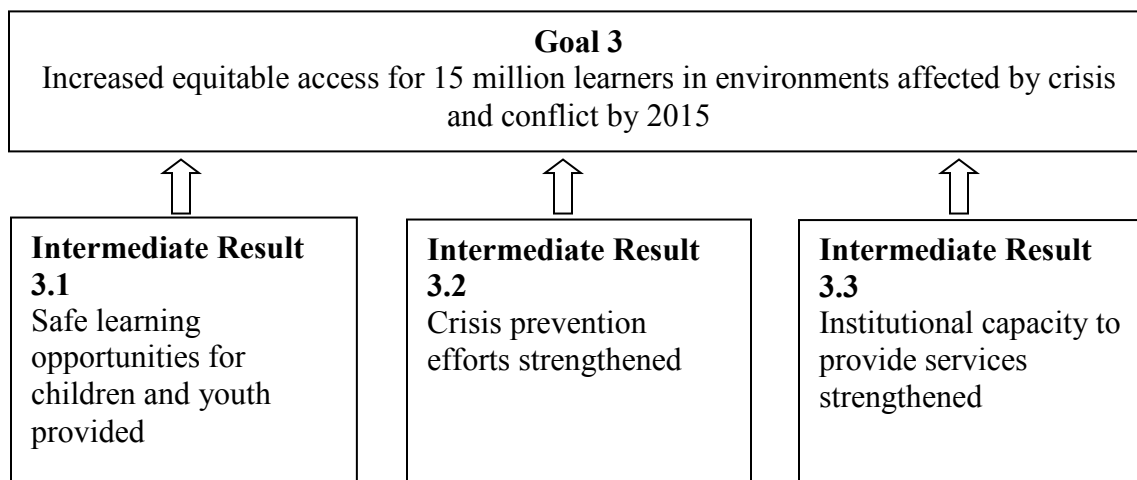 Goal 3
Increased equitable access for 15 million learners in environments affected by crisis
and conflict by 2015
Intermediate Result
3.1
Safe learning
opportunities for
children and youth
provided
Intermediate Result
3.2
Crisis prevention
efforts strengthened
Intermediate Result
3.3
Institutional capacity to
provide services
strengthened